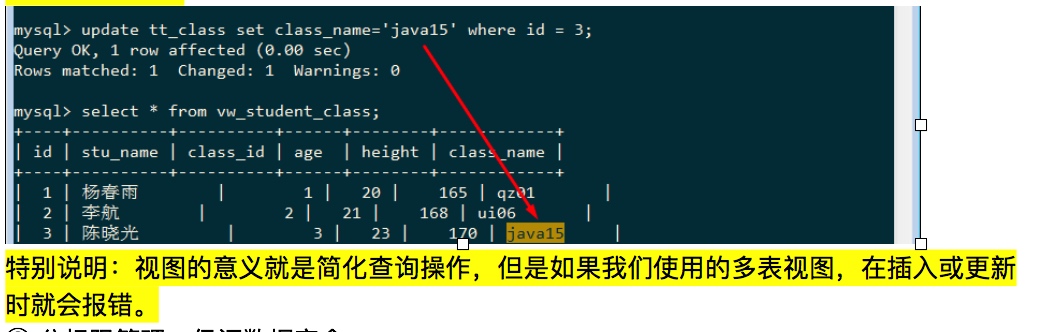 mysql> update tt_class set class_name='java15' where id = 3;
Query OK, 1 row affected (0.00 sec)
Rows matched: 1  Changed: 1  Warnings: 0
mysql> select * from vw_student_class;
+----+----------+----------+------+--------+------------+
| id | stu_name | class_id | age  | height | class_name |
+----+----------+----------+------+--------+------------+
|  1 | 杨春雨        |        1 |   20 |    165 | qz01       |
|  2 | 李航        |        2 |   21 |    168 | ui06       |
|  3 | 陈晓光        |        3 |   23 |    170 | java15     |
特别说明：视图的意义就是简化查询操作，但是如果我们使用的多表视图，在插入或更新
时就会报错。